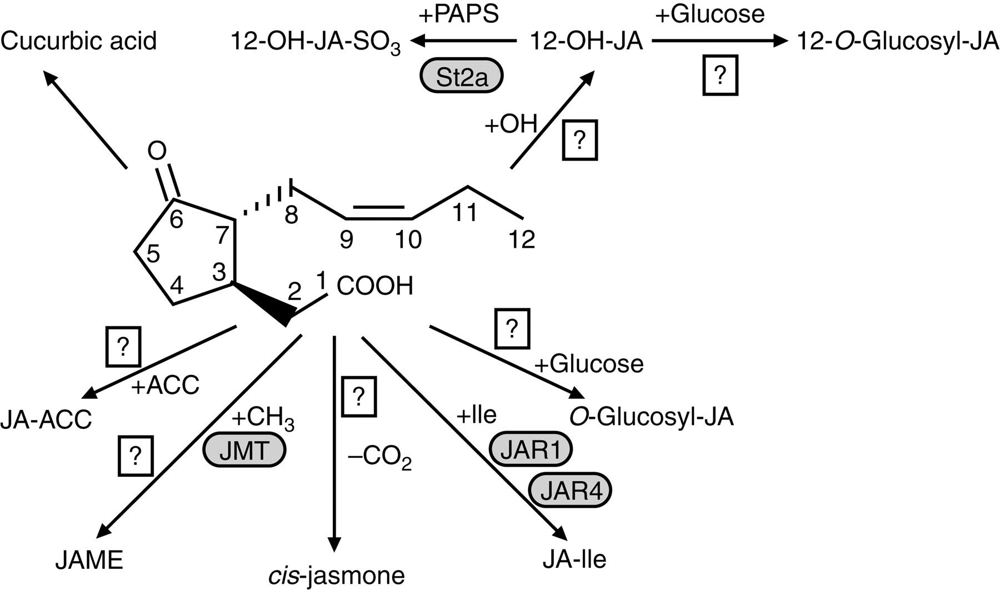 +PAPS
+Glucose
Cucurbic acid
12-OH-JA-SO₃
12-OH-JA
12-O-Glucosyl-JA
St2a
?
+OH
?
O
6
7
8
9
10
11
12
5
4
3
2
1
COOH
?
+ACC
JA-ACC
?
+Glucose
O-Glucosyl-JA
?
+CH₃
JMT
?
–CO₂
+Ile
JAR1
JAR4
JAME
cis-jasmone
JA-Ile